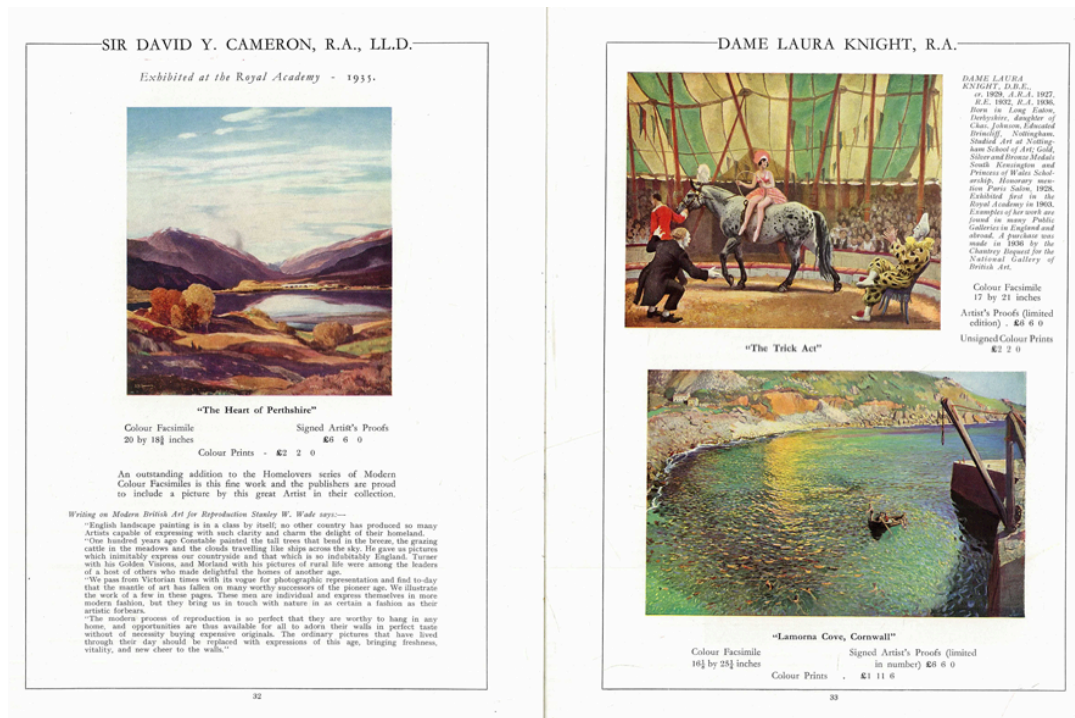 SIR DAVID Y. CAMERON, R.A., LL.D.
Exhibited at the Royal Academy - 1935.
"The Heart of Perthshire"
Colour Facsimile
20 by 18¾ inches
Signed Artist's Proofs
£6 6 0
Colour Prints - £2 2 0
An outstanding addition to the Homelovers series of Modern
Colour Facsimiles is this fine work and the publishers are proud
to include a picture by this great Artist in their collection.
Writing on Modern British Art for Reproduction Stanley W. Wade says:—
"English landscape painting is in a class by itself; no other country has produced so many
Artists capable of expressing with such clarity and charm the delight of their homeland.
"One hundred years ago Constable painted the tall trees that bend in the breeze, the grazing
cattle in the meadows and the clouds travelling like ships across the sky. He gave us pictures
which inimitably express our countryside and that which is so indubitably England. Turner
with his Golden Visions, and Morland with his pictures of rural life were among the leaders
of a host of others who made delightful the homes of another age.
"We pass from Victorian times with its vogue for photographic representation and find to-day
that the mantle of art has fallen on many worthy successors of the pioneer age. We illustrate
the work of a few in these pages. These men are individual and express themselves in more
modern fashion, but they bring us in touch with nature in as certain a fashion as their
artistic forbears.
"The modern process of reproduction is so perfect that they are worthy to hang in any
home, and opportunities are thus available for all to adorn their walls in perfect taste
without of necessity buying expensive originals. The ordinary pictures that have lived
through their day should be replaced with expressions of this age, bringing freshness,
vitality, and new cheer to the walls."
32
DAME LAURA KNIGHT, R.A.
DAME LAURA
KNIGHT, D.B.E.,
cr. 1929, A.R.A. 1927,
R.E. 1932, R.A. 1936.
Born in Long Eaton,
Derbyshire, daughter of
Chas. Johnson. Educated
Brincliff, Nottingham.
Studied Art at Notting-
ham School of Art; Gold,
Silver and Bronze Medals
South Kensington and
Princess of Wales Schol-
arship. Honorary men-
tion Paris Salon, 1928.
Exhibited first in the
Royal Academy in 1903.
Examples of her work are
found in many Public
Galleries in England and
abroad. A purchase was
made in 1936 by the
Chantrey Bequest for the
National Gallery of
British Art.
Colour Facsimile
17 by 21 inches
Artist's Proofs (limited
edition) . £6 6 0
Unsigned Colour Prints
£2 2 0
"The Trick Act"
"Lamorna Cove, Cornwall"
Colour Facsimile
Signed Artist's Proofs (limited
in number) £6 6 0
Colour Prints . £1 11 6
33